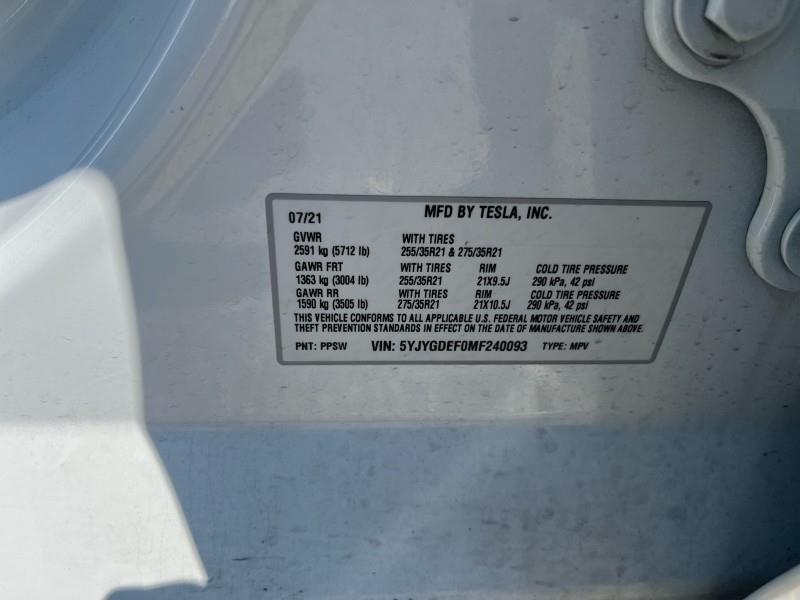 07/21 MFD BY TESLA, INC.
GVWR WITH TIRES
2591 kg (5712 lb) 255/35R21 & 275/35R21
GAWR FRT WITH TIRES RIM COLD TIRE PRESSURE
1363 kg (3004 lb) 255/35R21 21X9.5J 290 kPa, 42 psi
GAWR RR WITH TIRES RIM COLD TIRE PRESSURE
1590 kg (3505 lb) 275/35R21 21X10.5J 290 kPa, 42 psi
THIS VEHICLE CONFORMS TO ALL APPLICABLE U.S. FEDERAL MOTOR VEHICLE SAFETY AND
THEFT PREVENTION STANDARDS IN EFFECT ON THE DATE OF MANUFACTURE SHOWN ABOVE.
PNT: PPSW VIN: 5YJYGDEF0MF240093 TYPE: MPV